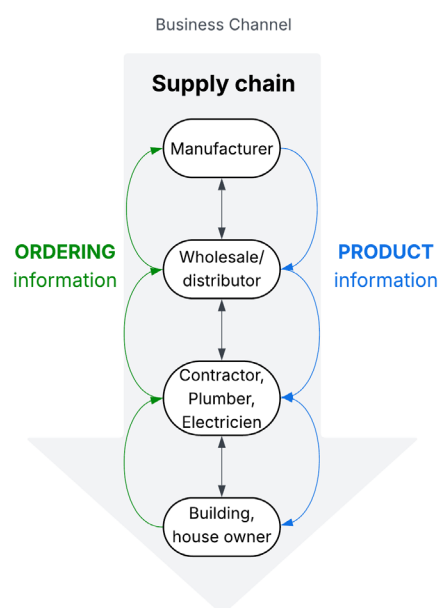 Business Channel
Supply chain
Manufacturer
ORDERING
information
Wholesale/
distributor
PRODUCT
information
Contractor,
Plumber,
Electricien
Building,
house owner